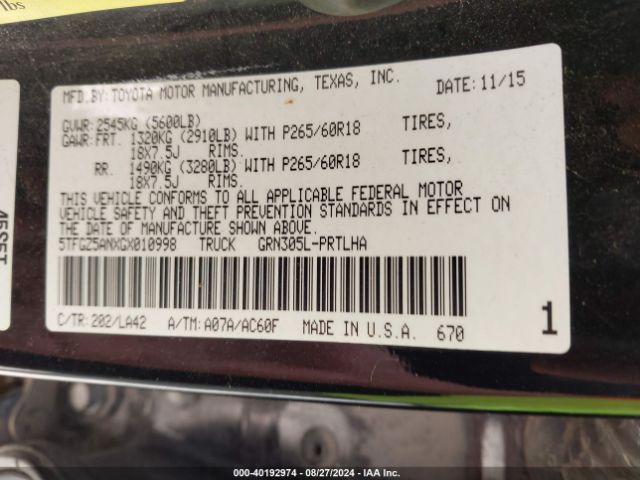 lbs
MFD.BY:TOYOTA MOTOR MANUFACTURING, TEXAS, INC. DATE:11/15
GVWR:2545KG (5600LB)
GAWR:FRT. 1320KG (2910LB) WITH P265/60R18 TIRES,
18X7.5J RIMS.
RR. 1490KG (3280LB) WITH P265/60R18 TIRES,
18X7.5J RIMS.
THIS VEHICLE CONFORMS TO ALL APPLICABLE FEDERAL MOTOR
VEHICLE SAFETY AND THEFT PREVENTION STANDARDS IN EFFECT ON
THE DATE OF MANUFACTURE SHOWN ABOVE.
5TFGZ5ANXGX010998 TRUCK GRN305L-PRTLHA
C/TR:202/LA42 A/TM:A07A/AC60F MADE IN U.S.A. 670
1
000-40192974 | 08/27/2024 | IAA Inc.